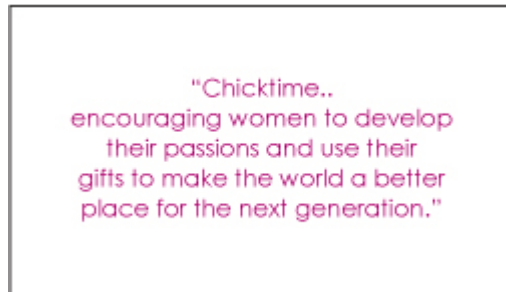 “Chicktime..
encouraging women to develop
their passions and use their
gifts to make the world a better
place for the next generation.”